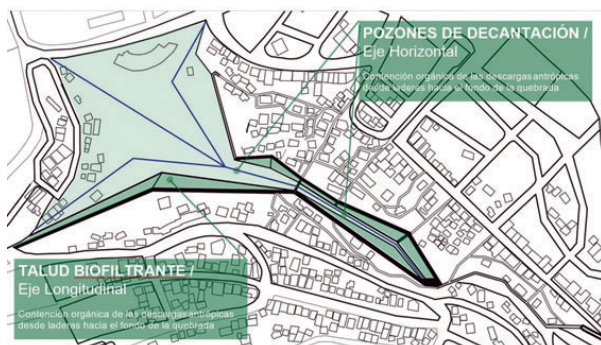 POZONES DE DECANTACIÓN /
Eje Horizontal
Contención orgánica de las descargas antrópicas
desde laderas hacia el fondo de la quebrada
TALUD BIOFILTRANTE /
Eje Longitudinal
Contención orgánica de las descargas antrópicas
desde laderas hacia el fondo de la quebrada